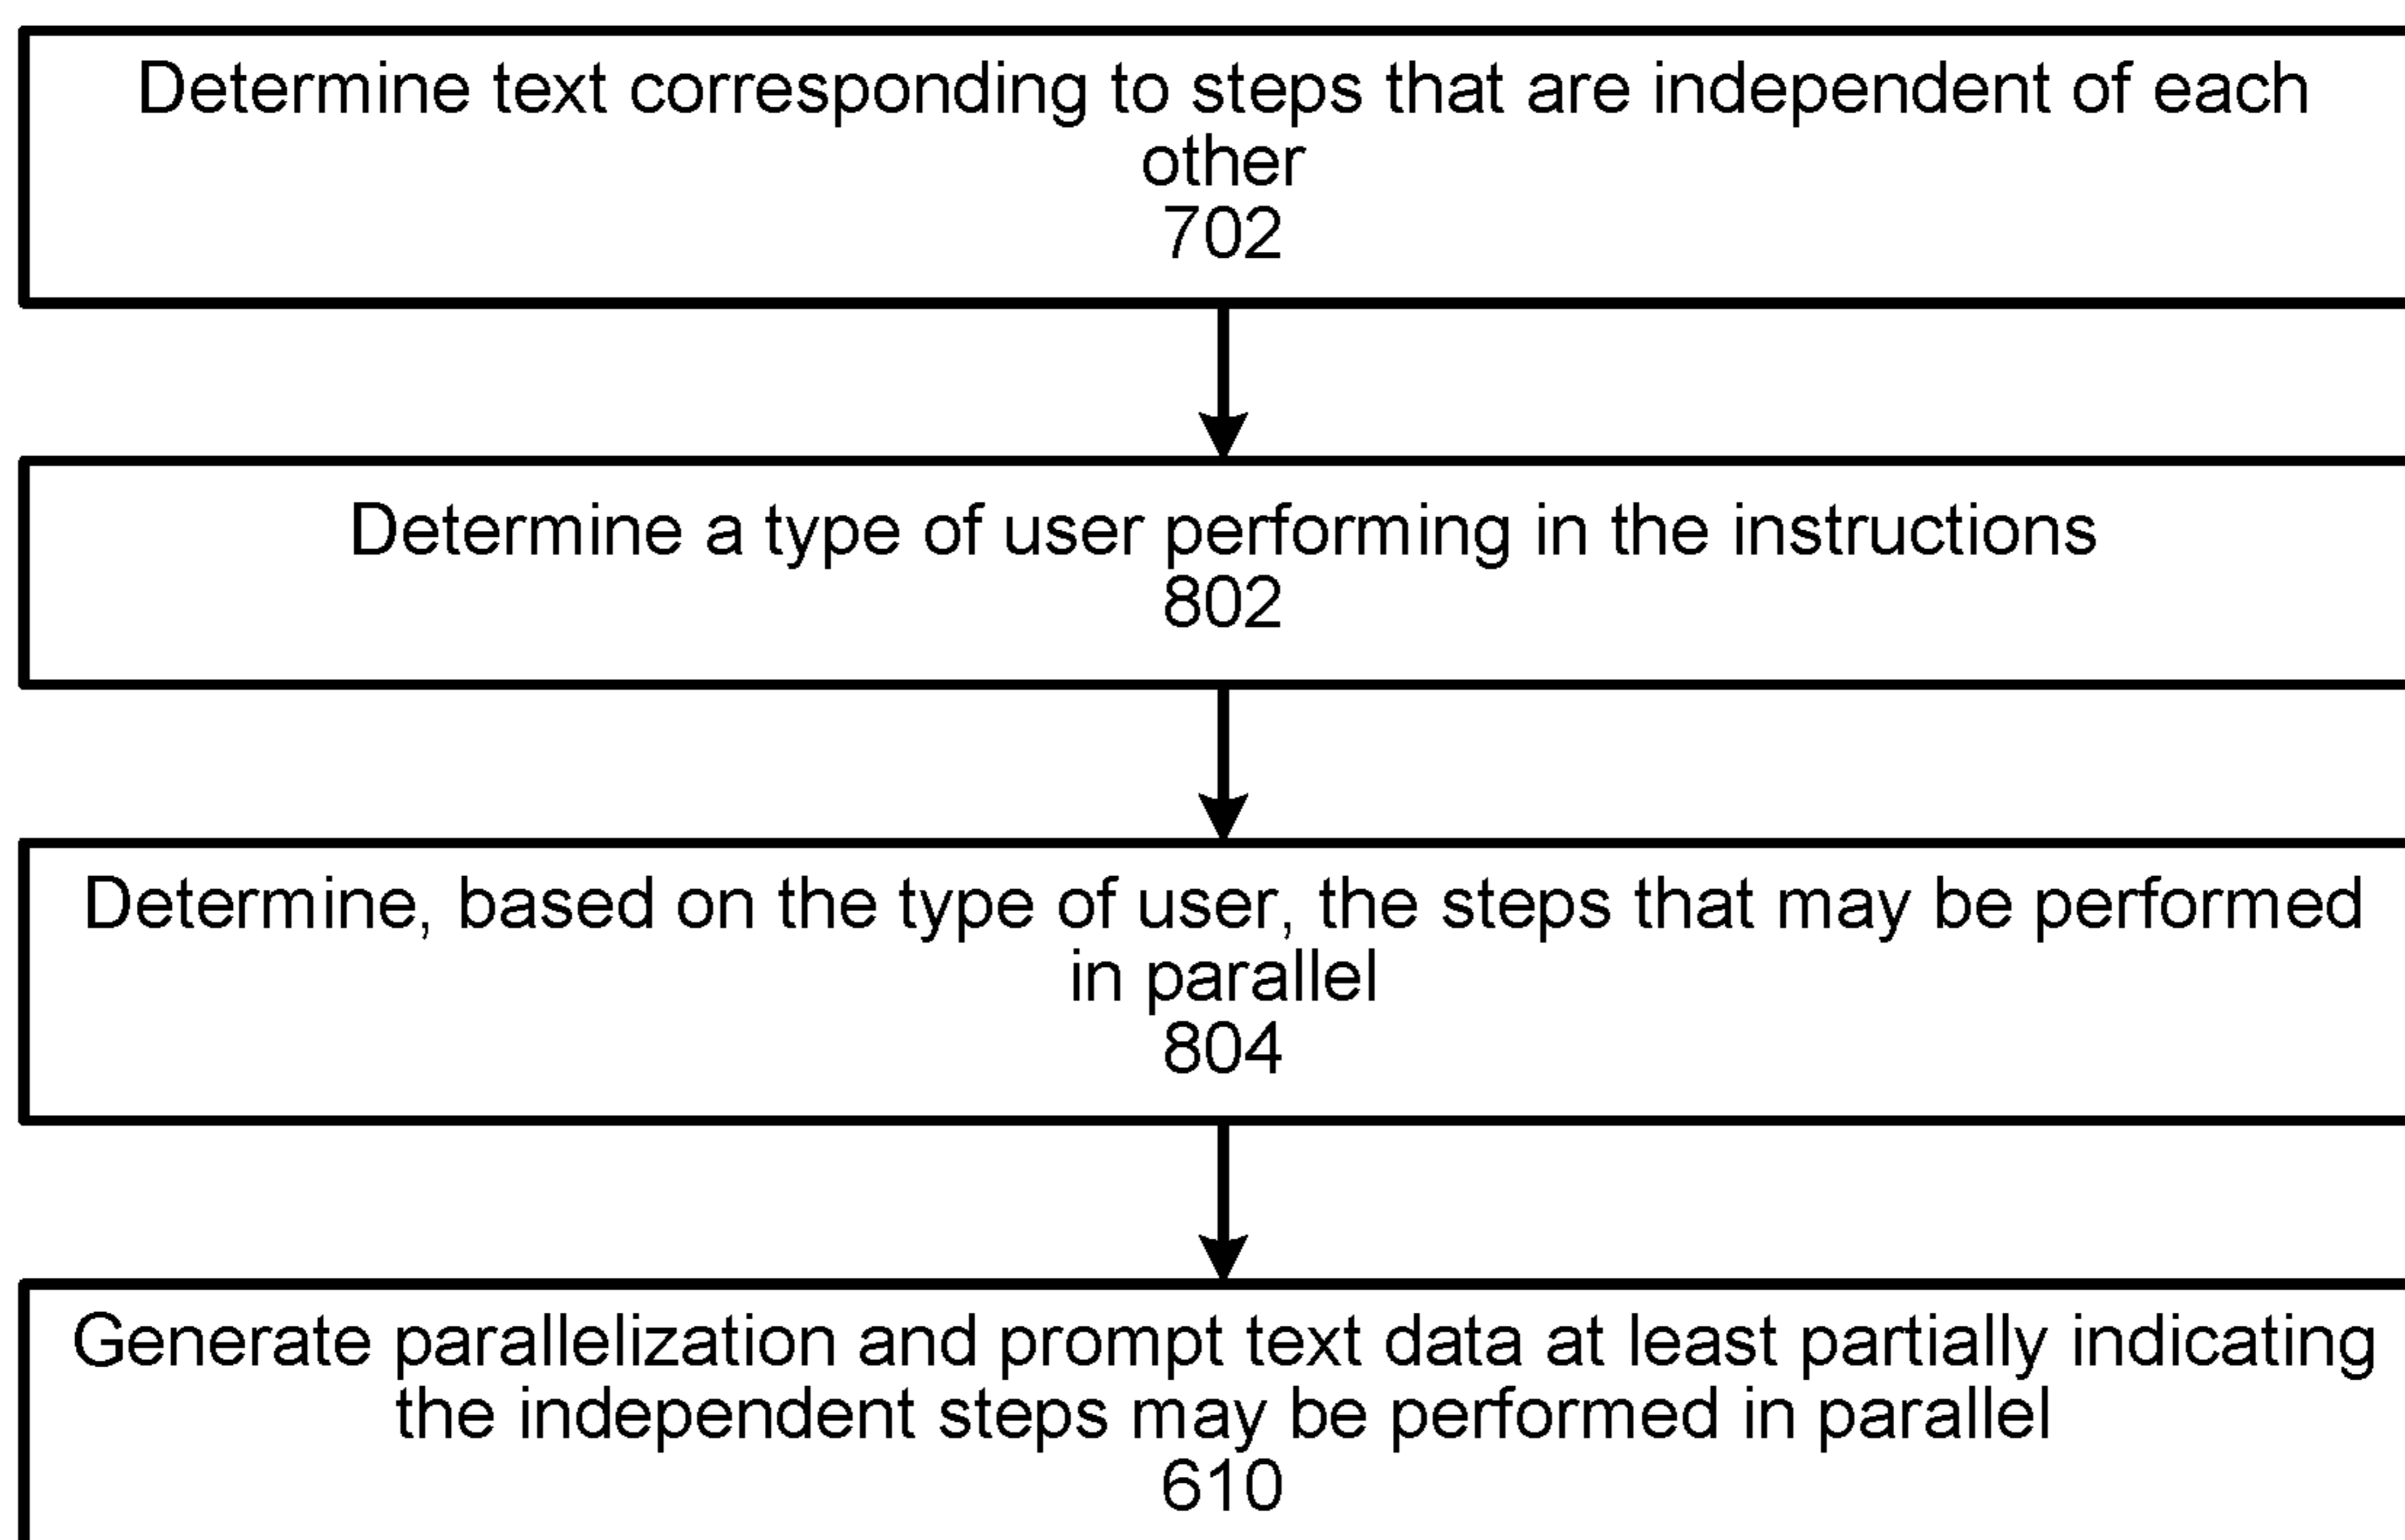 Determine text corresponding to steps that are independent of each
other
702
Determine a type of user performing in the instructions
802
Determine, based on the type of user, the steps that may be performed
in parallel
804
Generate parallelization and prompt text data at least partially indicating
the independent steps may be performed in parallel
610